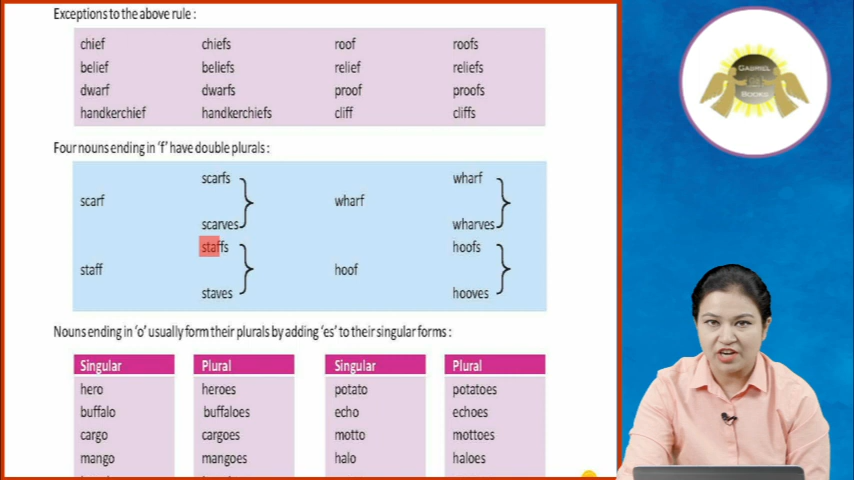 Exceptions to the above rule :
chief chiefs roof roofs
belief beliefs relief reliefs
dwarf dwarfs proof proofs
handkerchief handkerchiefs cliff cliffs
Four nouns ending in 'f' have double plurals :
scarfs wharf
scarf wharf
scarves wharves
staffs hoofs
staff hoof
staves hooves
Nouns ending in 'o' usually form their plurals by adding 'es' to their singular forms :
Singular Plural Singular Plural
hero heroes potato potatoes
buffalo buffaloes echo echoes
cargo cargoes motto mottoes
mango mangoes halo haloes
GABRIEL
BOOKS